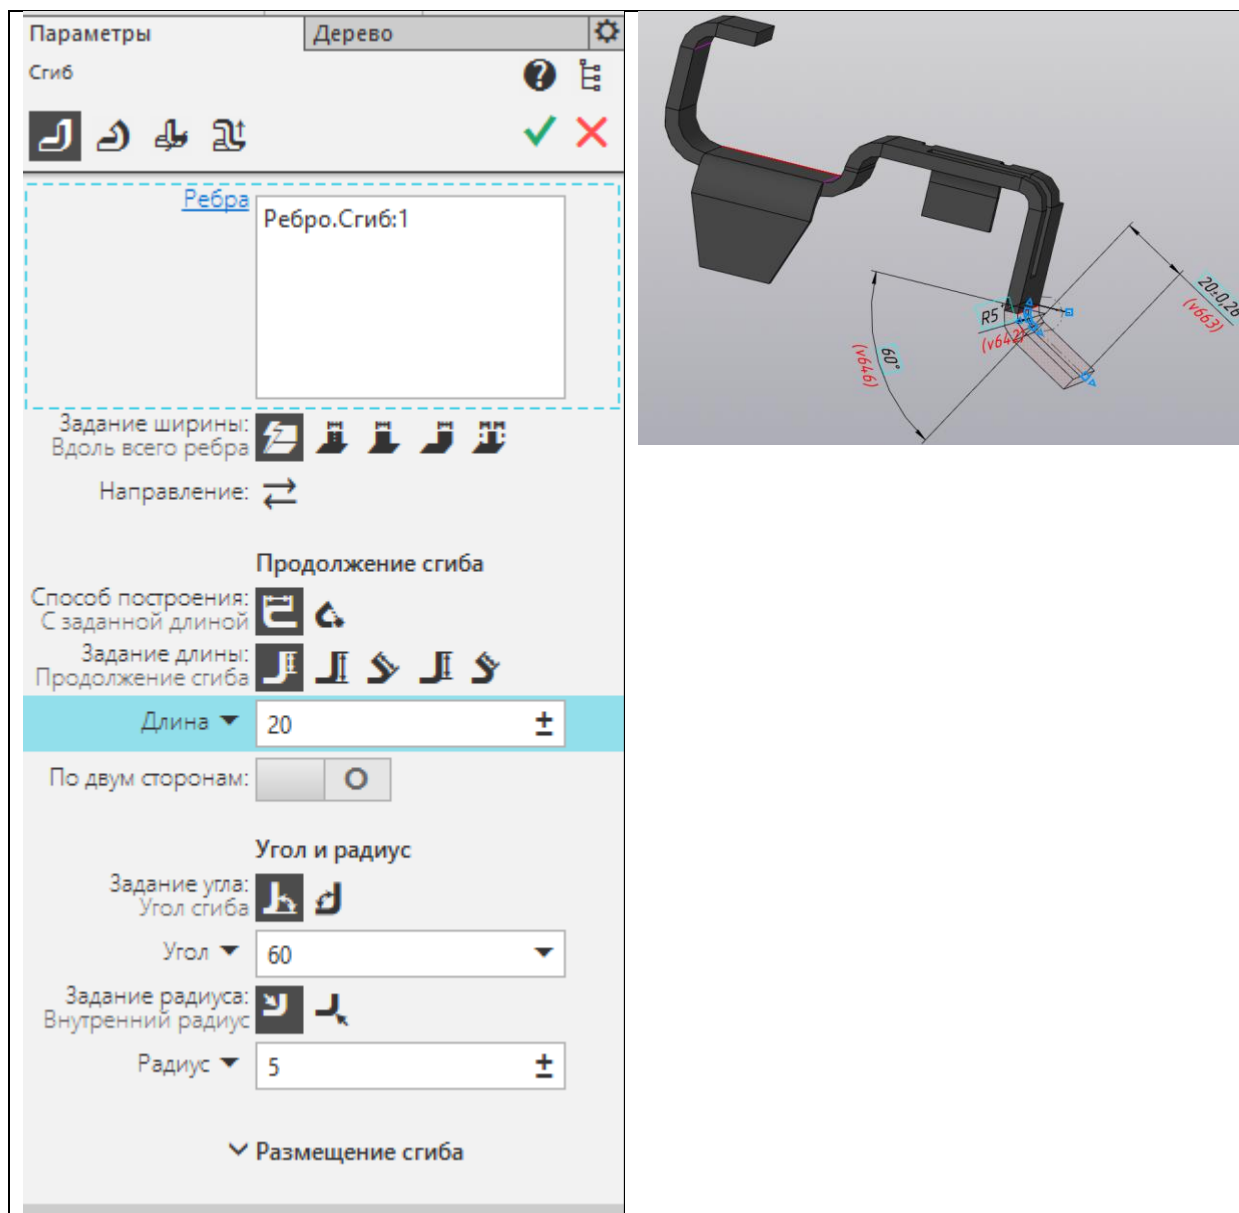 Параметры
Дерево
Сгиб
Ребра
Ребро.Сгиб:1
Задание ширины:
Вдоль всего ребра
Направление:
Продолжение сгиба
Способ построения:
С заданной длиной
Задание длины:
Продолжение сгиба
Длина
20
По двум сторонам:
Угол и радиус
Задание угла:
Угол сгиба
Угол
60
Задание радиуса:
Внутренний радиус
Радиус
5
Размещение сгиба
20±0,26
(v663)
R5
(v642)
60°
(v646)